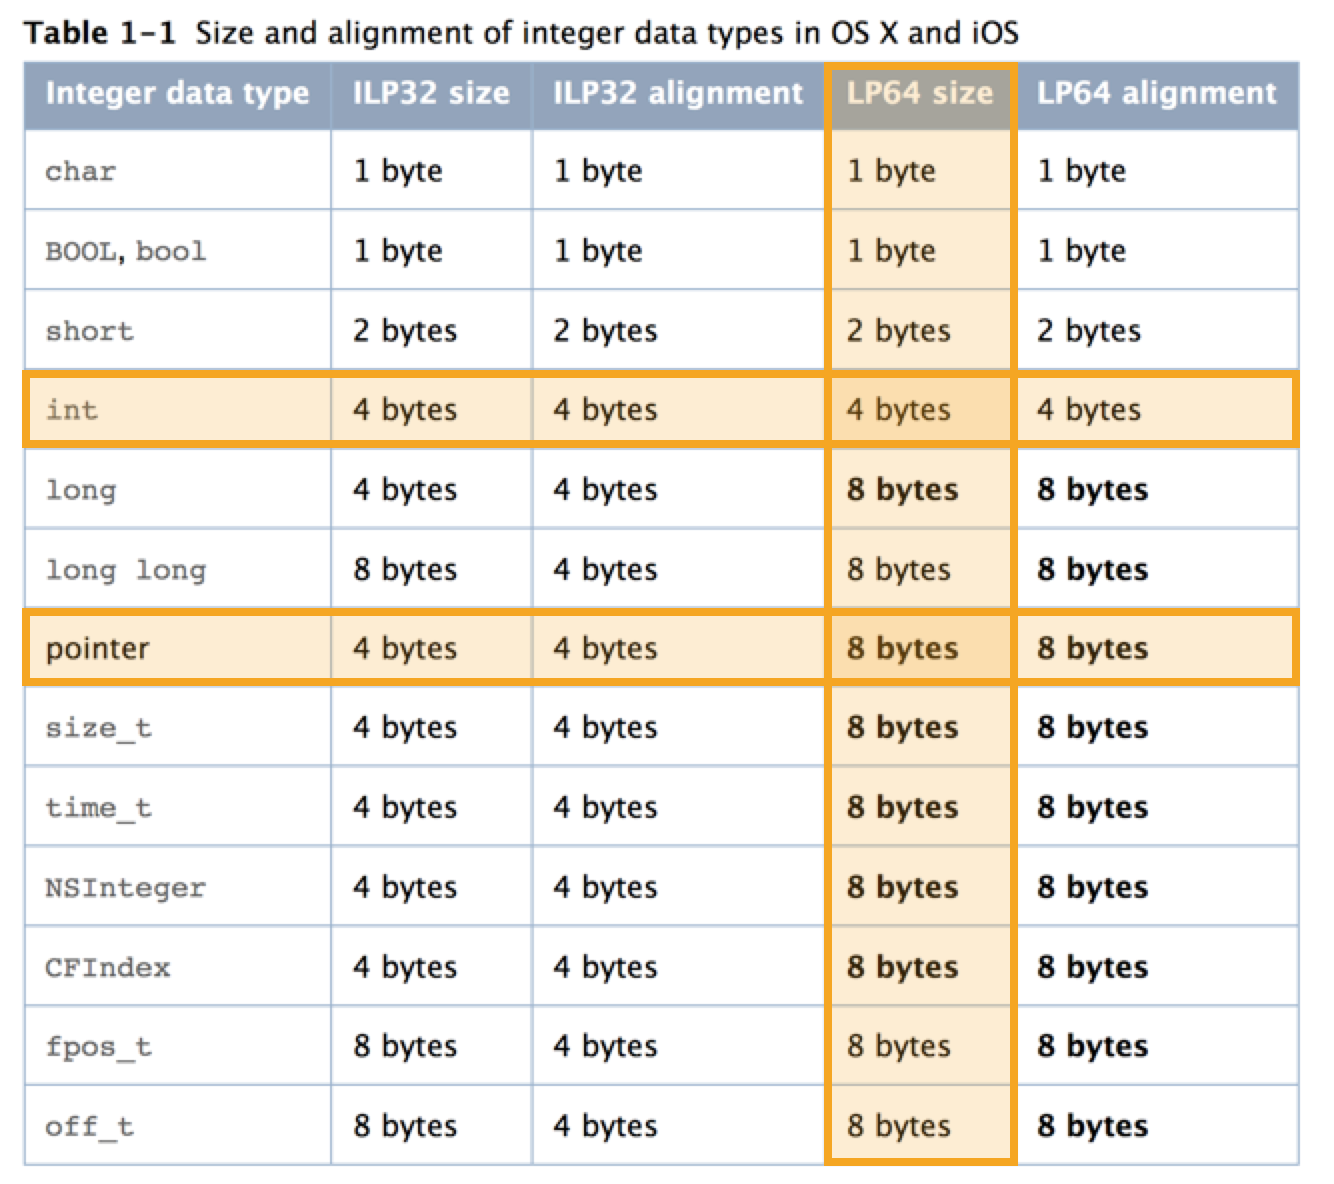 Table 1-1 Size and alignment of integer data types in OS X and iOS
Integer data type ILP32 size ILP32 alignment LP64 size LP64 alignment
char 1 byte 1 byte 1 byte 1 byte
BOOL, bool 1 byte 1 byte 1 byte 1 byte
short 2 bytes 2 bytes 2 bytes 2 bytes
int 4 bytes 4 bytes 4 bytes 4 bytes
long 4 bytes 4 bytes 8 bytes 8 bytes
long long 8 bytes 4 bytes 8 bytes 8 bytes
pointer 4 bytes 4 bytes 8 bytes 8 bytes
size_t 4 bytes 4 bytes 8 bytes 8 bytes
time_t 4 bytes 4 bytes 8 bytes 8 bytes
NSInteger 4 bytes 4 bytes 8 bytes 8 bytes
CFIndex 4 bytes 4 bytes 8 bytes 8 bytes
fpos_t 8 bytes 4 bytes 8 bytes 8 bytes
off_t 8 bytes 4 bytes 8 bytes 8 bytes